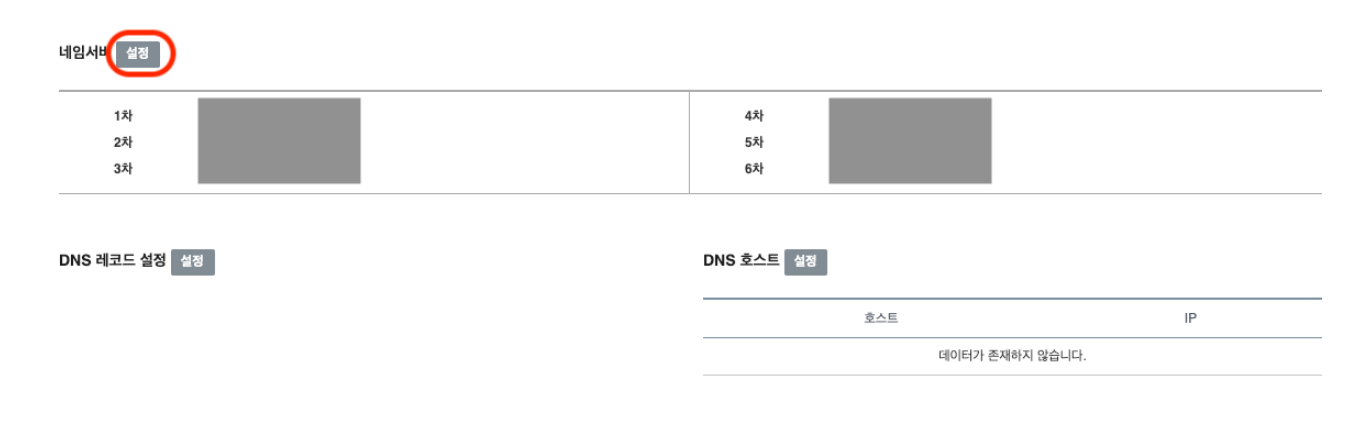 네임서버 설정
1차
2차
3차
4차
5차
6차
DNS 레코드 설정 설정
DNS 호스트 설정
호스트 IP
데이터가 존재하지 않습니다.